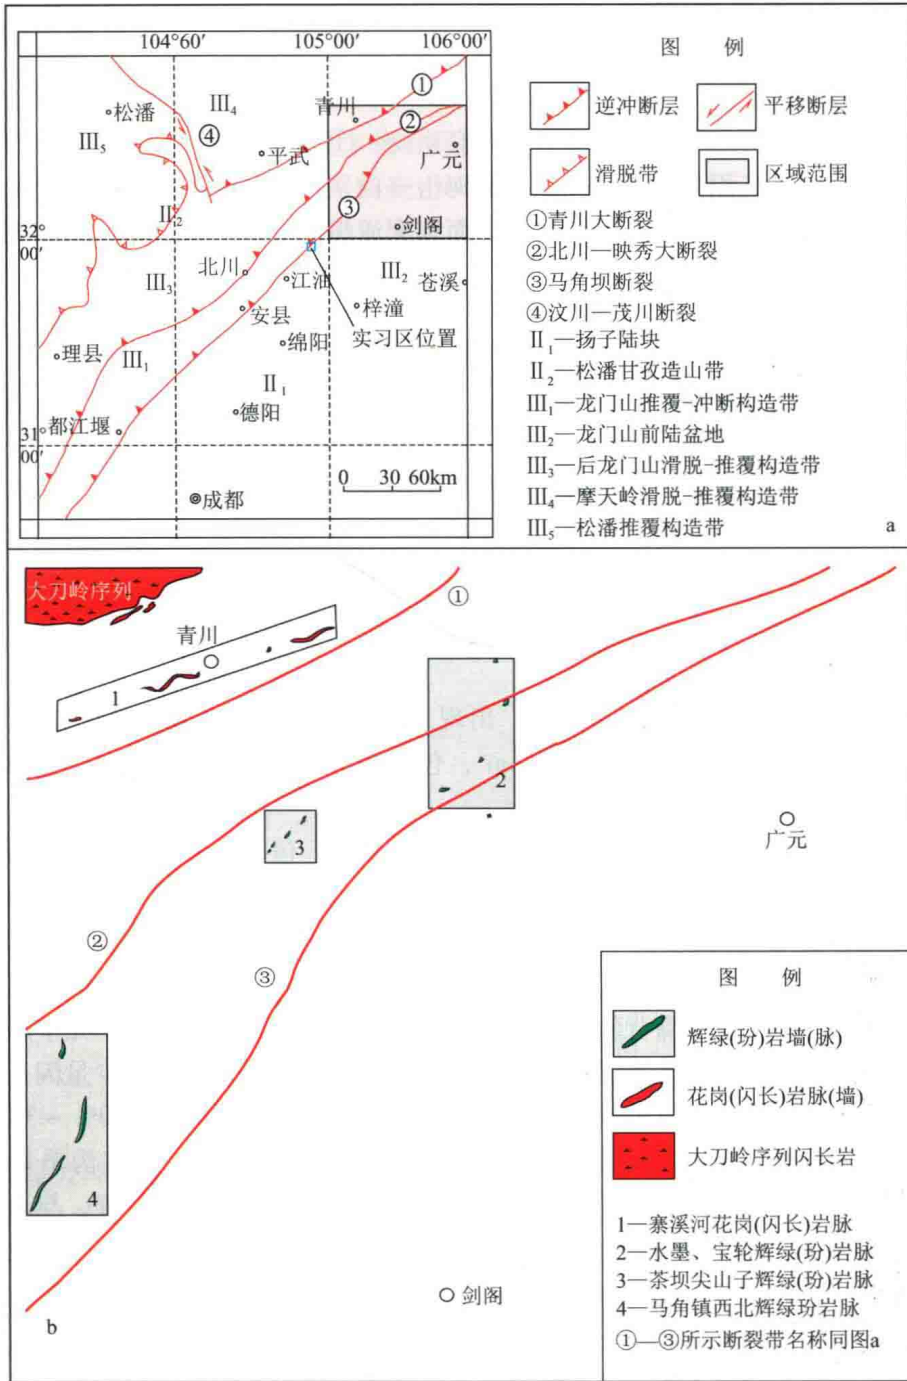 104°60′ 105°00′ 106°00′
图 例
逆冲断层
平移断层
滑脱带
区域范围
①青川大断裂
②北川—映秀大断裂
③马角坝断裂
④汶川—茂川断裂
Ⅱ₁—扬子陆块
Ⅱ₂—松潘甘孜造山带
Ⅲ₁—龙门山推覆-冲断构造带
Ⅲ₂—龙门山前陆盆地
Ⅲ₃—后龙门山滑脱-推覆构造带
Ⅲ₄—摩天岭滑脱-推覆构造带
Ⅲ₅—松潘推覆构造带
a
①
松潘
Ⅲ₄
青川
②
Ⅲ₅
④
平武
广元
Ⅱ₂
③
剑阁
32°
00′
北川
Ⅲ₃
江油
Ⅲ₂
苍溪
安县
梓潼
实习区位置
理县
Ⅲ₁
绵阳
Ⅱ₁
德阳
都江堰
31
00′
0 30 60km
成都
大刀岭序列
①
青川
1
2
3
广元
②
③
4
剑阁
b
图 例
辉绿(玢)岩墙(脉)
花岗(闪长)岩脉(墙)
大刀岭序列闪长岩
1—寨溪河花岗(闪长)岩脉
2—水墨、宝轮辉绿(玢)岩脉
3—茶坝尖山子辉绿(玢)岩脉
4—马角镇西北辉绿玢岩脉
①—③所示断裂带名称同图a